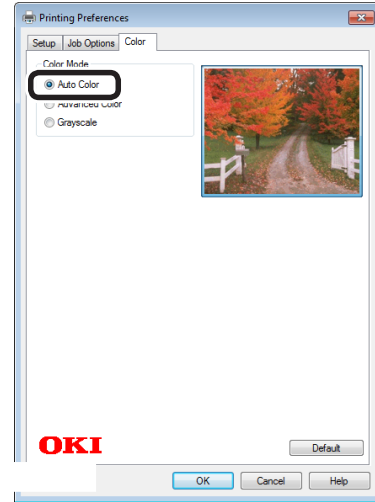 Printing Preferences
Setup Job Options Color
Color Mode
Auto Color
Advanced Color
Grayscale
OKI
Default
OK Cancel Help